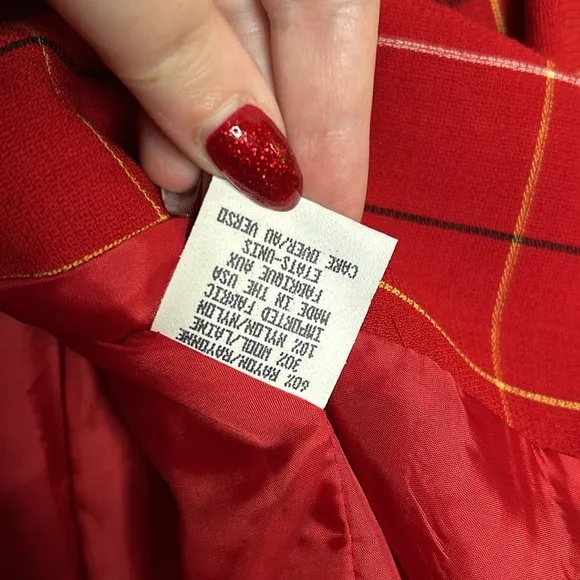 60% RAYON/RAYONNE
30% WOOL/LAINE
10% NYLON/NYLON
IMPORTED FABRIC
MADE IN THE USA
FABRIQUE AUX
ETATS-UNIS
CARE OVER/AU VERSO